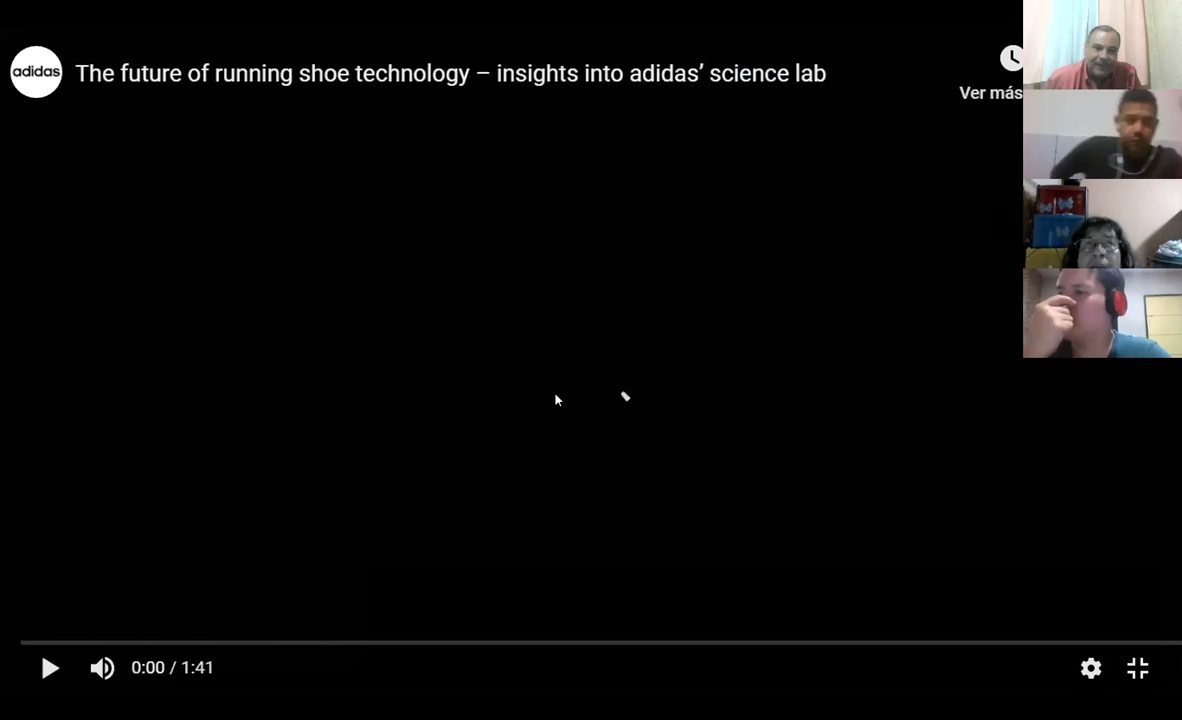 adidas
The future of running shoe technology – insights into adidas’ science lab
Ver más
0:00 / 1:41